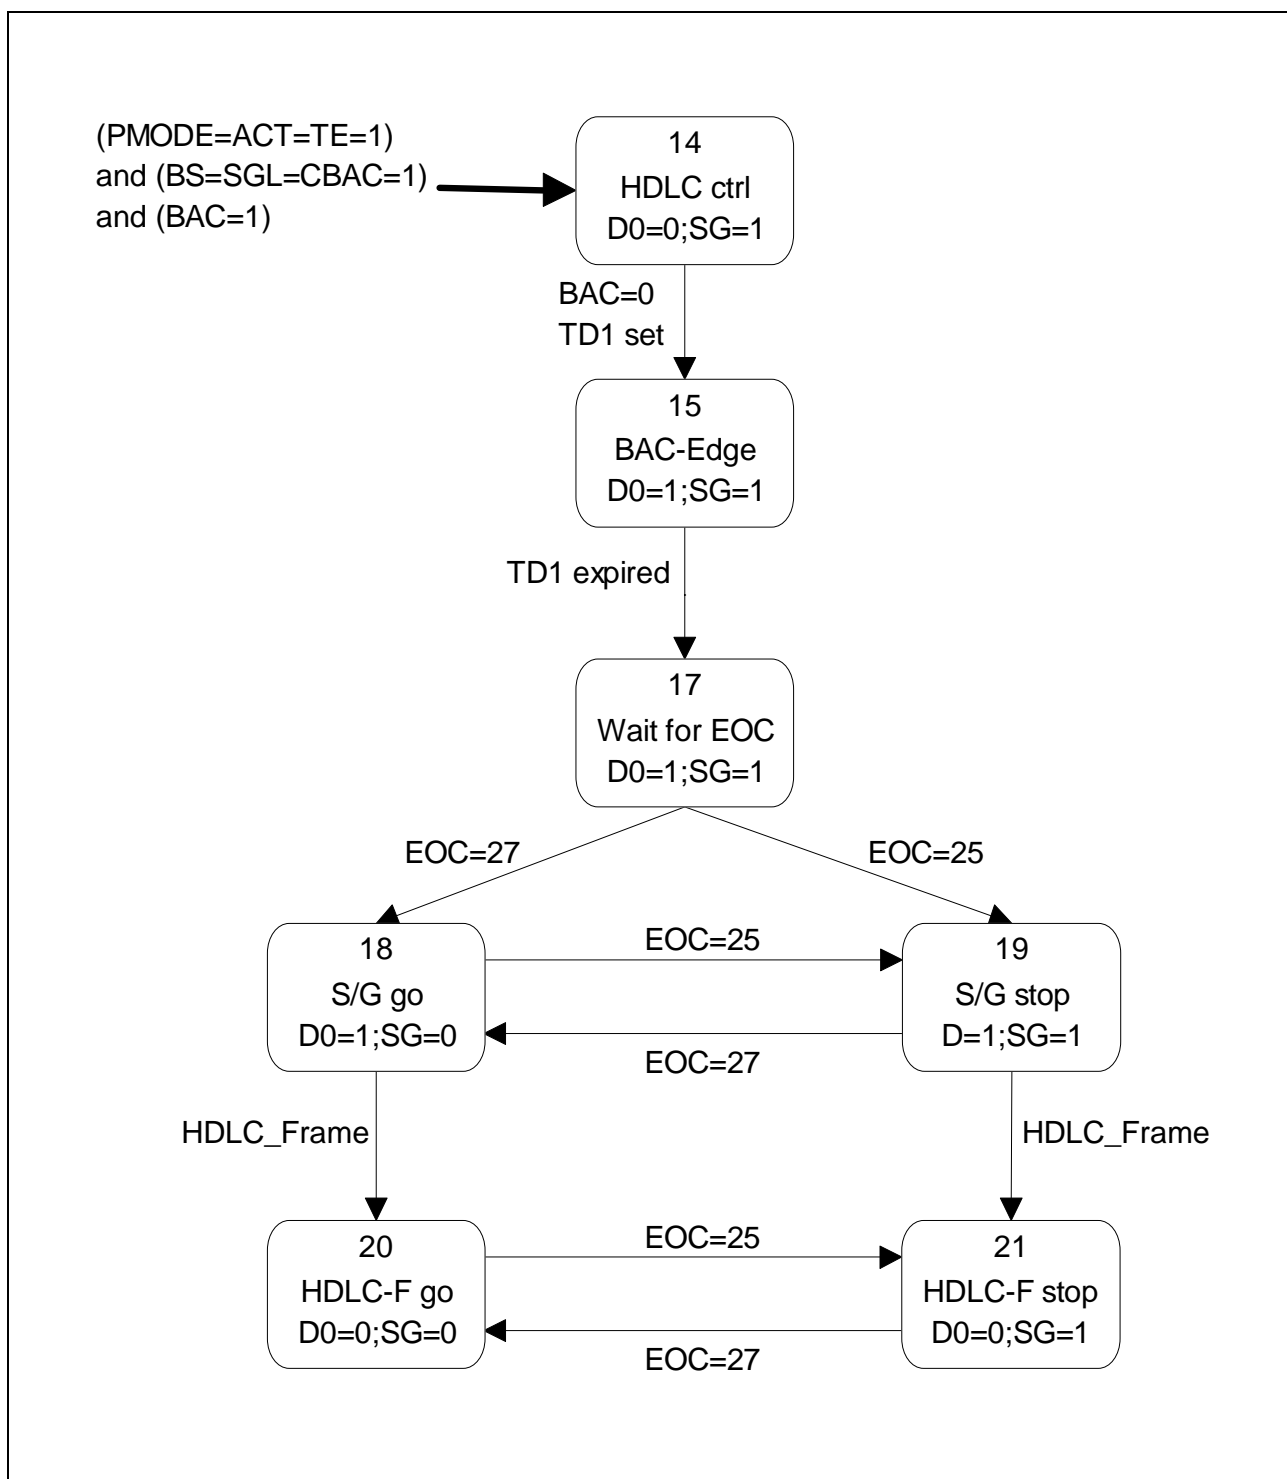 (PMODE=ACT=TE=1)
and (BS=SGL=CBAC=1)
and (BAC=1)
14
HDLC ctrl
D0=0;SG=1
BAC=0
TD1 set
15
BAC-Edge
D0=1;SG=1
TD1 expired
17
Wait for EOC
D0=1;SG=1
EOC=27
EOC=25
18
S/G go
D0=1;SG=0
EOC=25
EOC=27
19
S/G stop
D=1;SG=1
HDLC_Frame
HDLC_Frame
20
HDLC-F go
D0=0;SG=0
EOC=25
EOC=27
21
HDLC-F stop
D0=0;SG=1